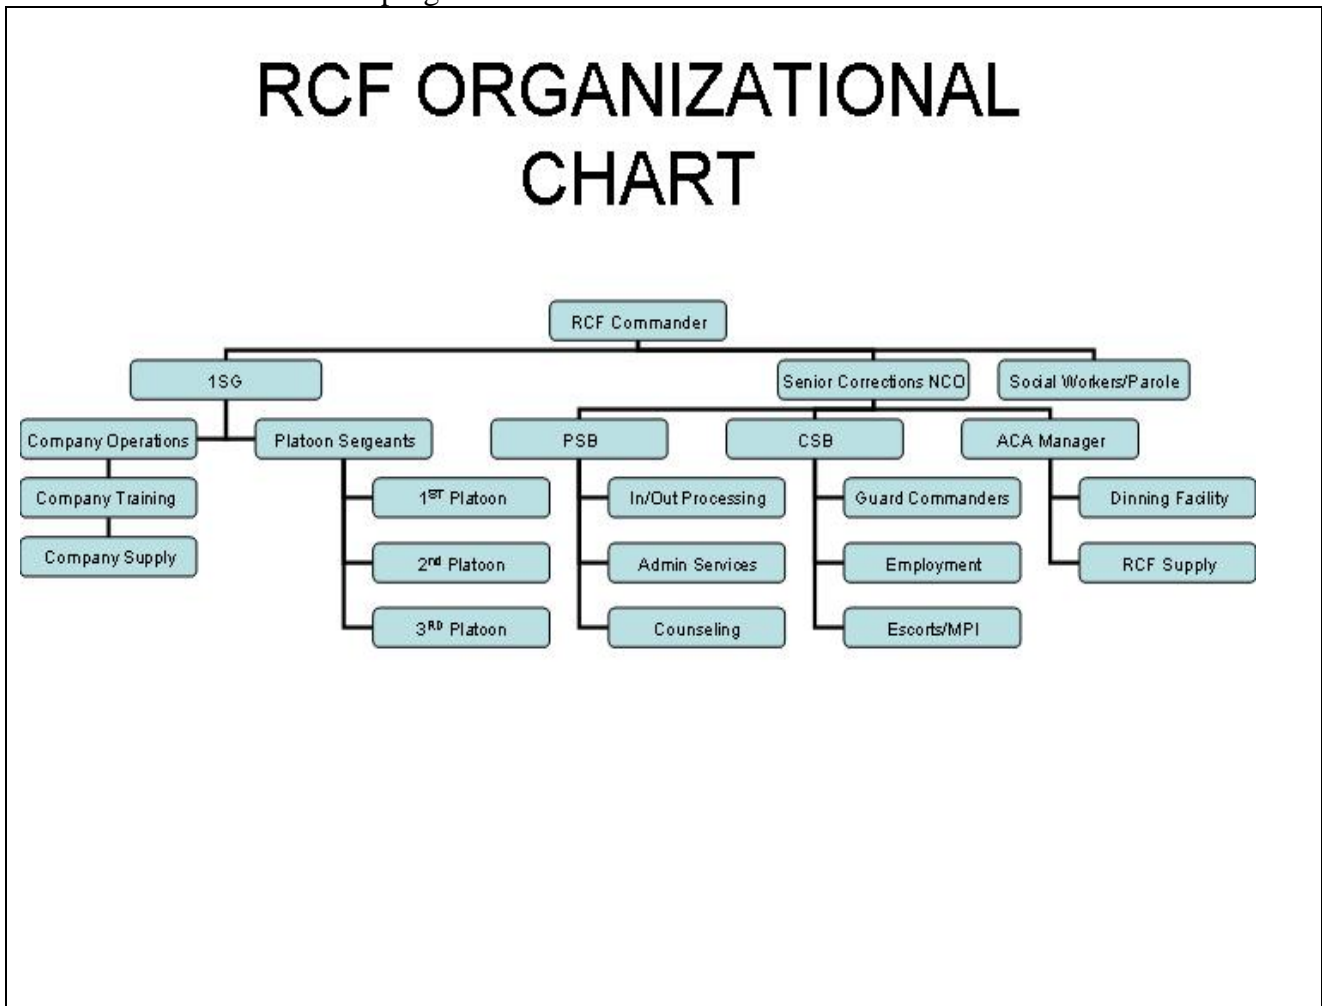 RCF ORGANIZATIONAL
CHART
RCF Commander
1SG
Senior Corrections NCO
Social Workers/Parole
Company Operations
Platoon Sergeants
PSB
CSB
ACA Manager
Company Training
1ST Platoon
In/Out Processing
Guard Commanders
Dinning Facility
Company Supply
2nd Platoon
Admin Services
Employment
RCF Supply
3RD Platoon
Counseling
Escorts/MPI